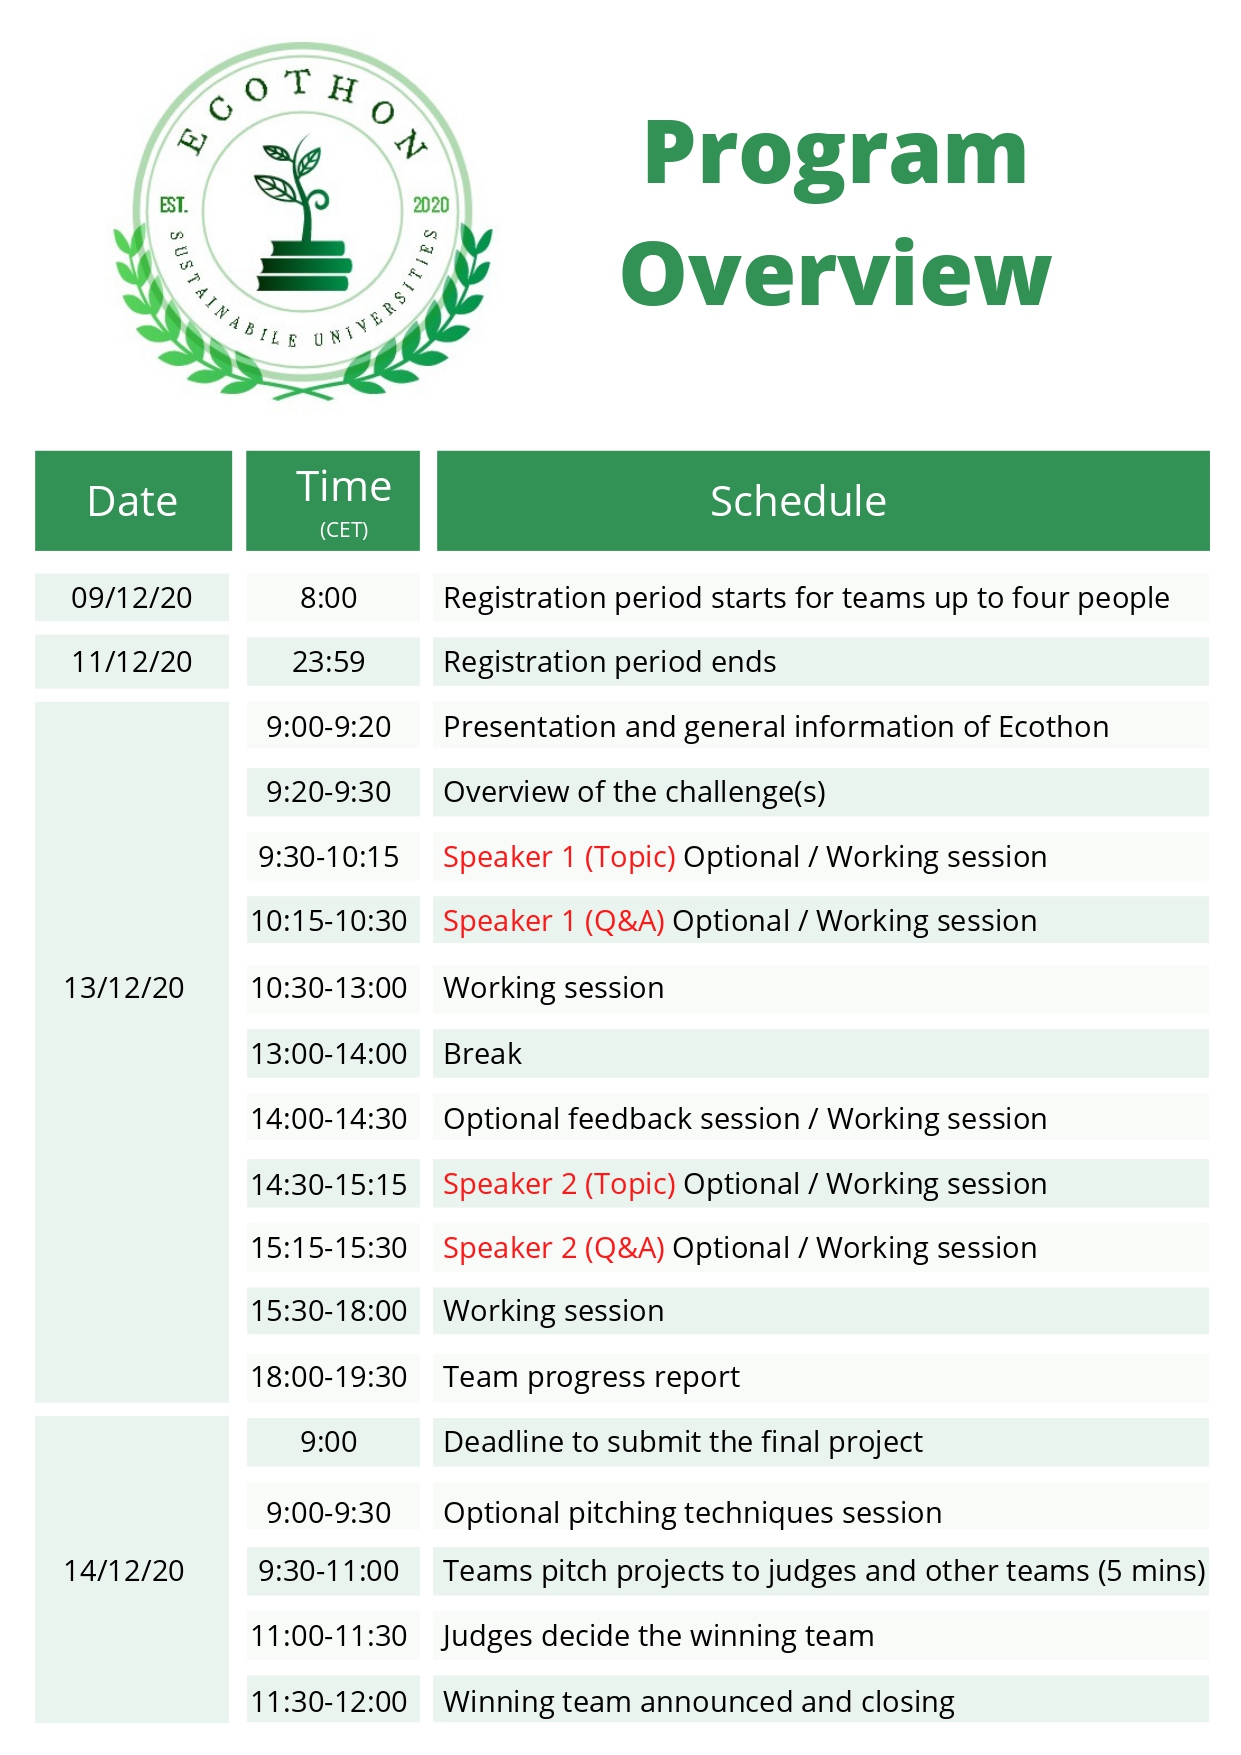 ECOTHON
EST. 2020
SUSTAINABILE UNIVERSITIES
Program
Overview
Date Time Schedule
(CET)
09/12/20 8:00 Registration period starts for teams up to four people
11/12/20 23:59 Registration period ends
9:00-9:20 Presentation and general information of Ecothon
9:20-9:30 Overview of the challenge(s)
9:30-10:15 Speaker 1 (Topic) Optional / Working session
10:15-10:30 Speaker 1 (Q&A) Optional / Working session
13/12/20 10:30-13:00 Working session
13:00-14:00 Break
14:00-14:30 Optional feedback session / Working session
14:30-15:15 Speaker 2 (Topic) Optional / Working session
15:15-15:30 Speaker 2 (Q&A) Optional / Working session
15:30-18:00 Working session
18:00-19:30 Team progress report
9:00 Deadline to submit the final project
9:00-9:30 Optional pitching techniques session
14/12/20 9:30-11:00 Teams pitch projects to judges and other teams (5 mins)
11:00-11:30 Judges decide the winning team
11:30-12:00 Winning team announced and closing